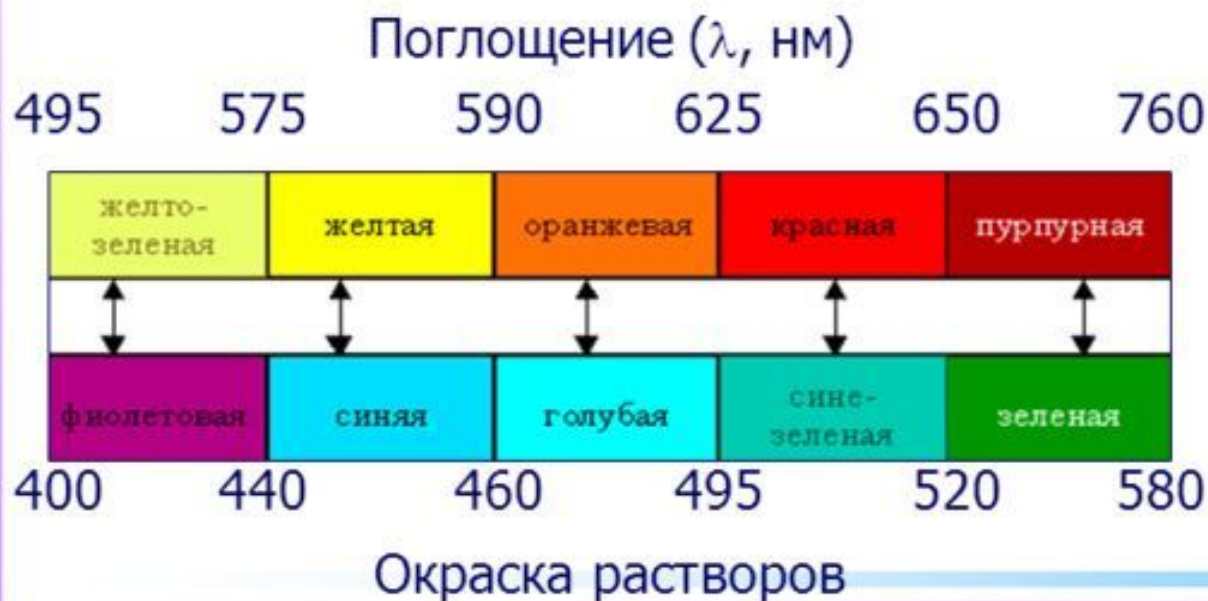 Поглощение (λ, нм)
495 575 590 625 650 760
желто-
зеленая
желтая
оранжевая
красная
пурпурная
фиолетовая
синяя
голубая
сине-
зеленая
зеленая
400 440 460 495 520 580
Окраска растворов